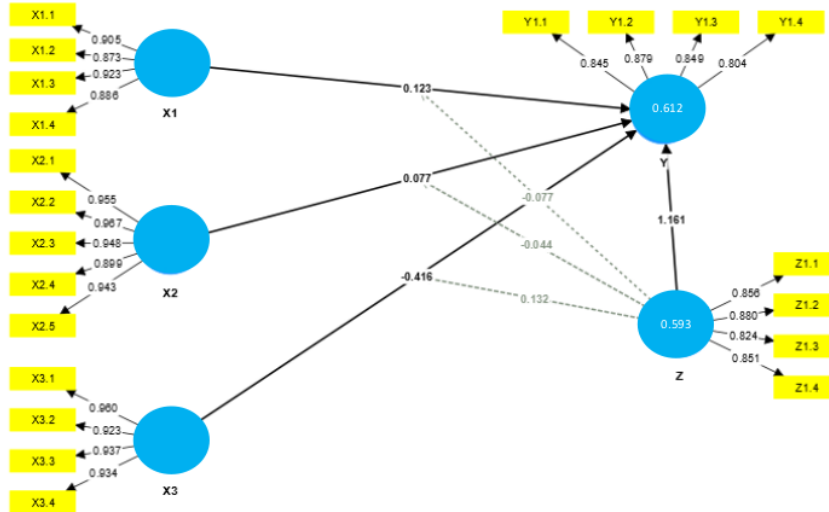 X1.1
X1.2
X1.3
X1.4
0.905
0.873
0.923
0.886
X1
X2.1
X2.2
X2.3
X2.4
X2.5
0.955
0.967
0.948
0.899
0.943
X2
X3.1
X3.2
X3.3
X3.4
0.960
0.923
0.937
0.934
X3
0.123
0.077
-0.416
-0.077
-0.044
0.132
Y1.1
Y1.2
Y1.3
Y1.4
0.845
0.879
0.849
0.804
0.612
Y
1.161
0.593
Z
0.856
0.880
0.824
0.851
Z1.1
Z1.2
Z1.3
Z1.4